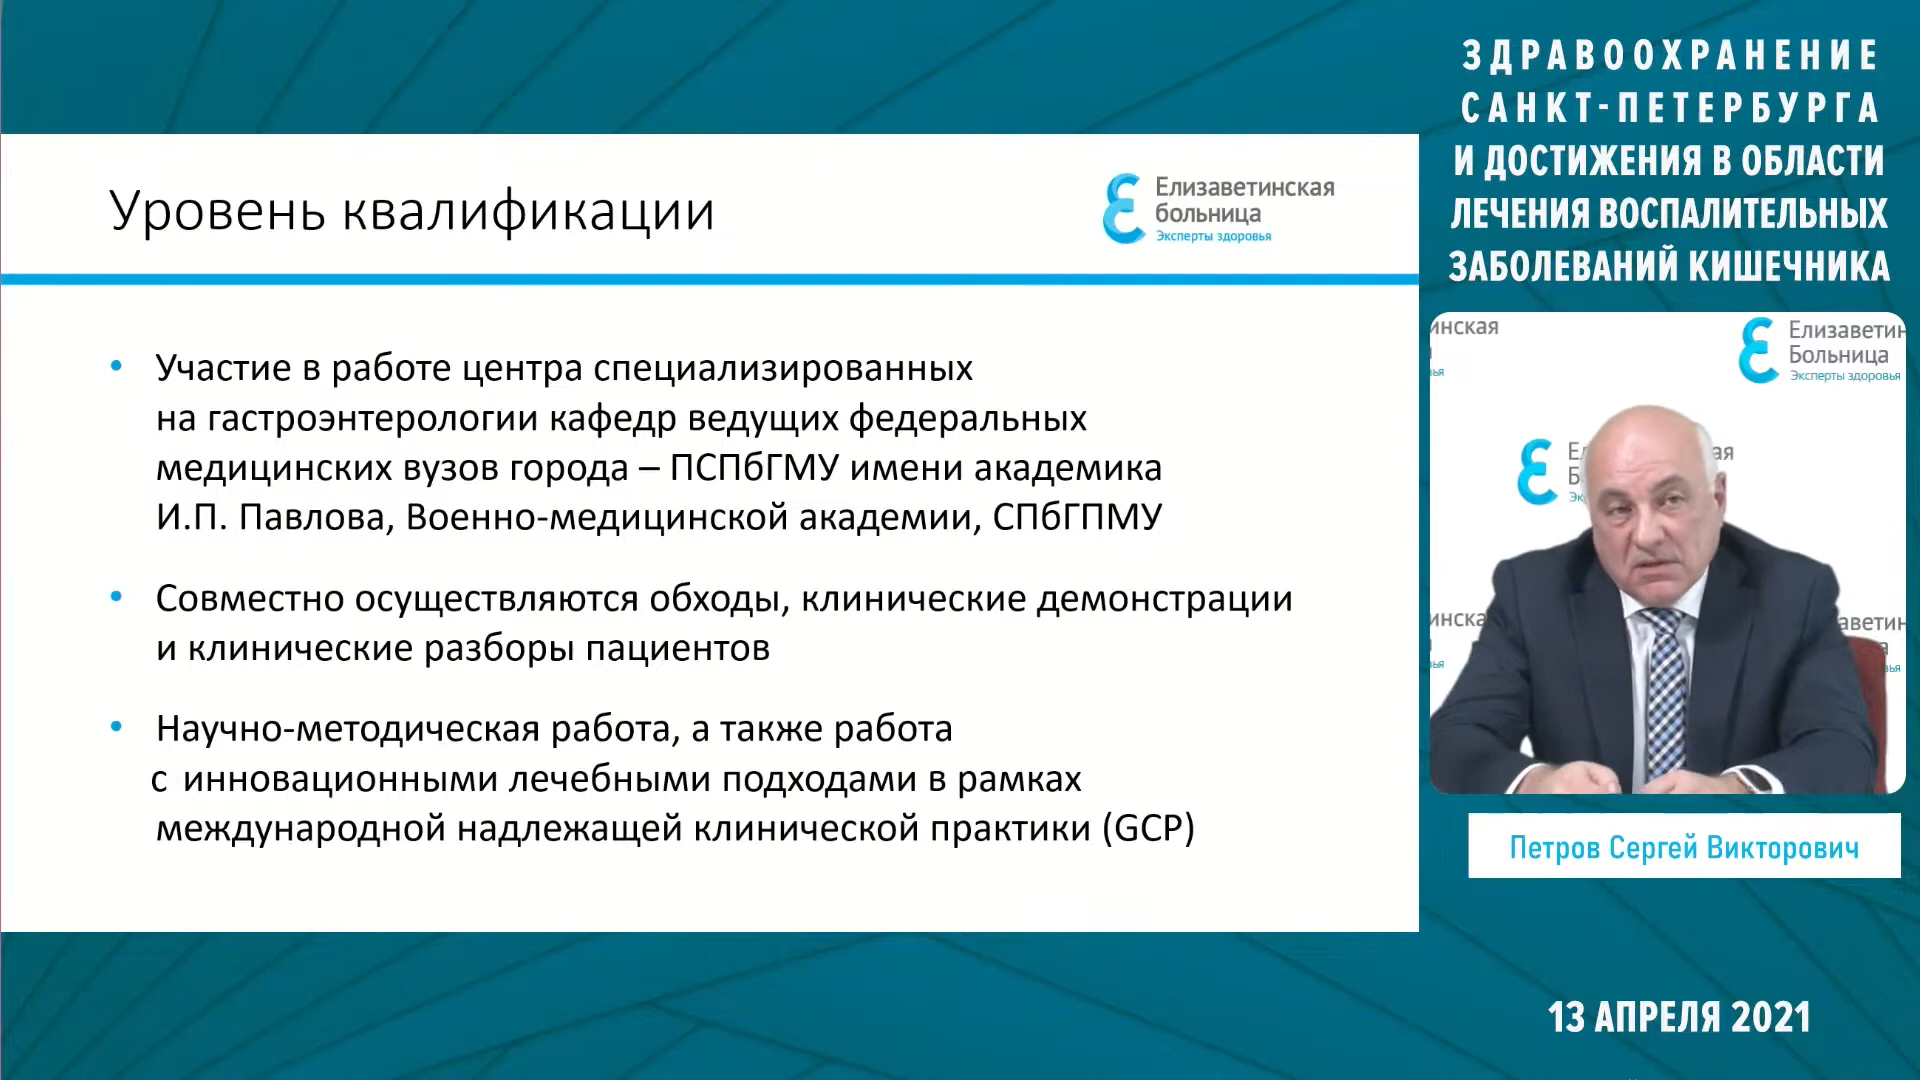 ЗДРАВООХРАНЕНИЕ
САНКТ-ПЕТЕРБУРГА
И ДОСТИЖЕНИЯ В ОБЛАСТИ
ЛЕЧЕНИЯ ВОСПАЛИТЕЛЬНЫХ
ЗАБОЛЕВАНИЙ КИШЕЧНИКА
Уровень квалификации
Елизаветинская
больница
Эксперты здоровья
• Участие в работе центра специализированных
на гастроэнтерологии кафедр ведущих федеральных
медицинских вузов города – ПСПбГМУ имени академика
И.П. Павлова, Военно-медицинской академии, СПбГПМУ
• Совместно осуществляются обходы, клинические демонстрации
и клинические разборы пациентов
• Научно-методическая работа, а также работа
с инновационными лечебными подходами в рамках
международной надлежащей клинической практики (GCP)
инская
ья
Елизаветин
Больница
Эксперты здоровья
Петров Сергей Викторович
13 АПРЕЛЯ 2021